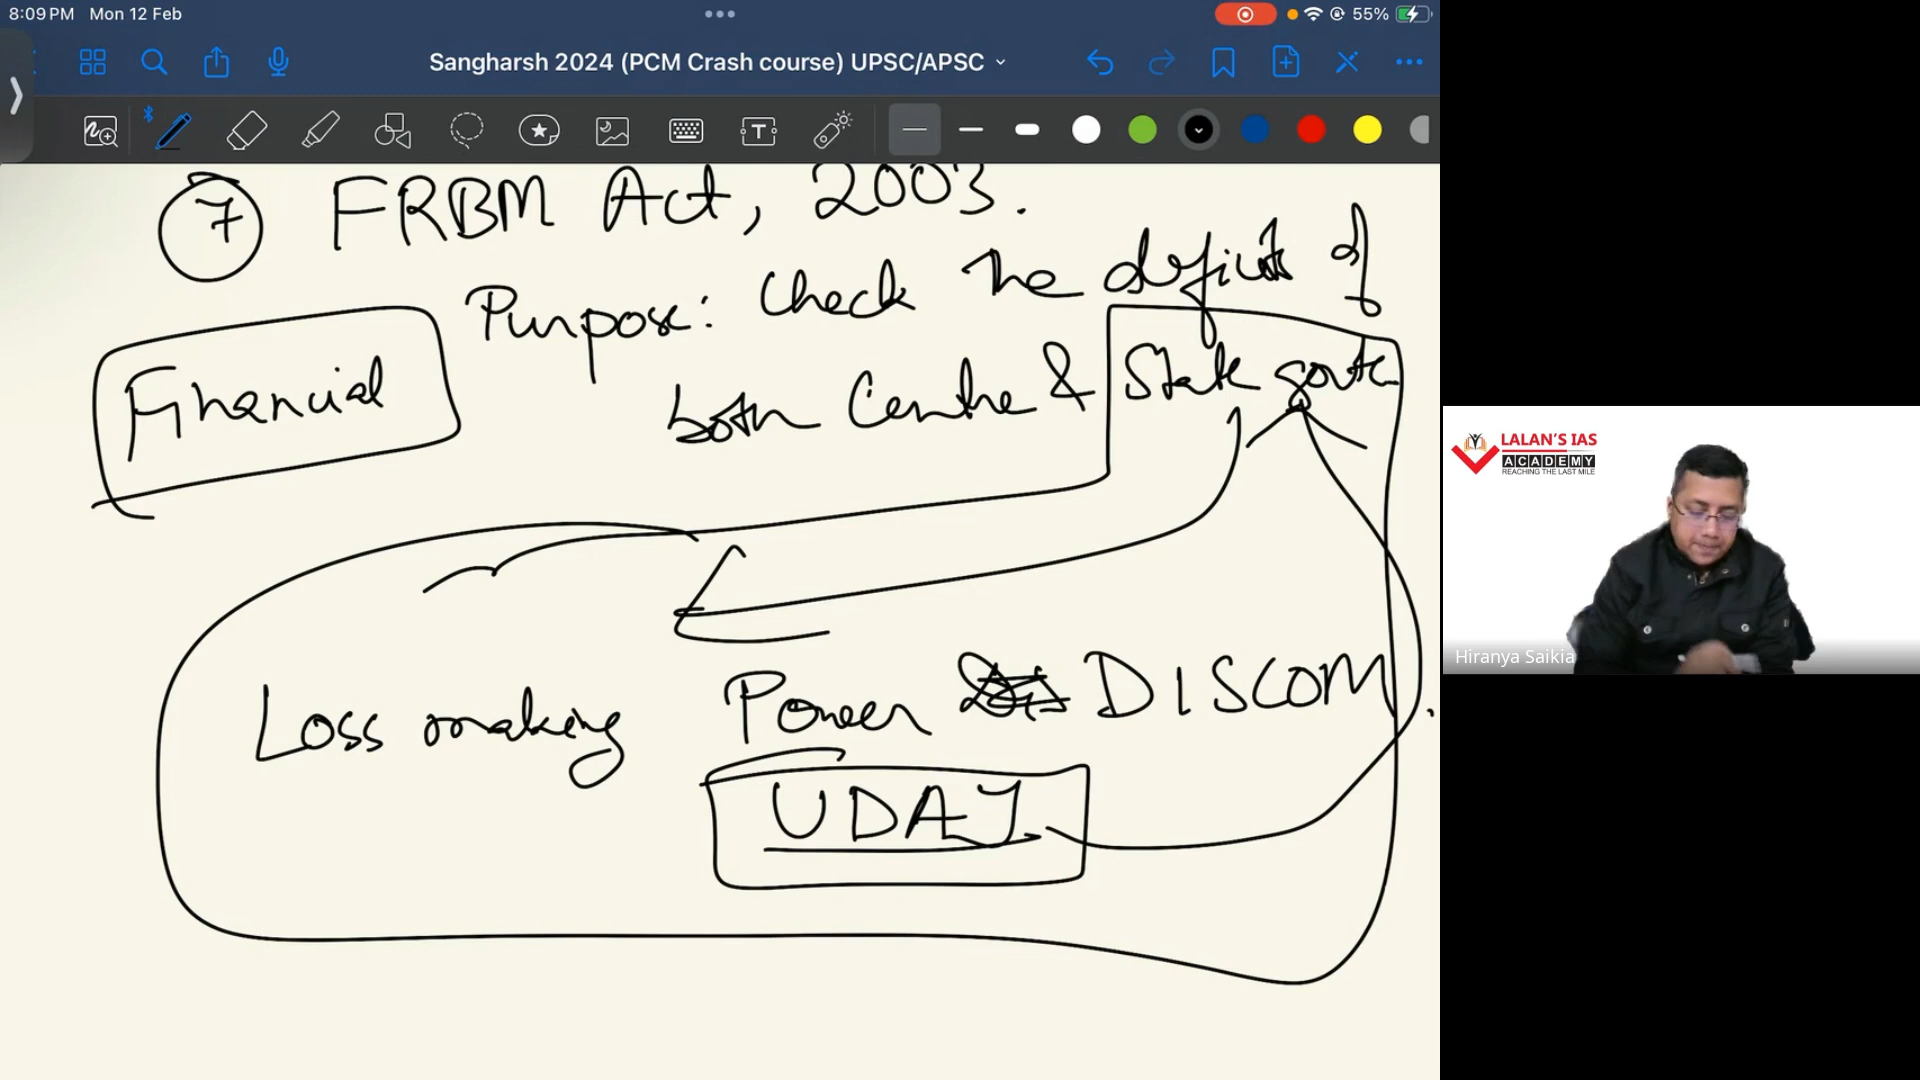 8:09 PM Mon 12 Feb
55%
Sangharsh 2024 (PCM Crash course) UPSC/APSC
7 FRBM Act, 2003.
Purpose: Check the deficits of
both Centre & State govts
Financial
Loss making Power DISCOM.
UDAY
LALAN'S IAS
ACADEMY
REACHING THE LAST MILE
Hiranya Saikia